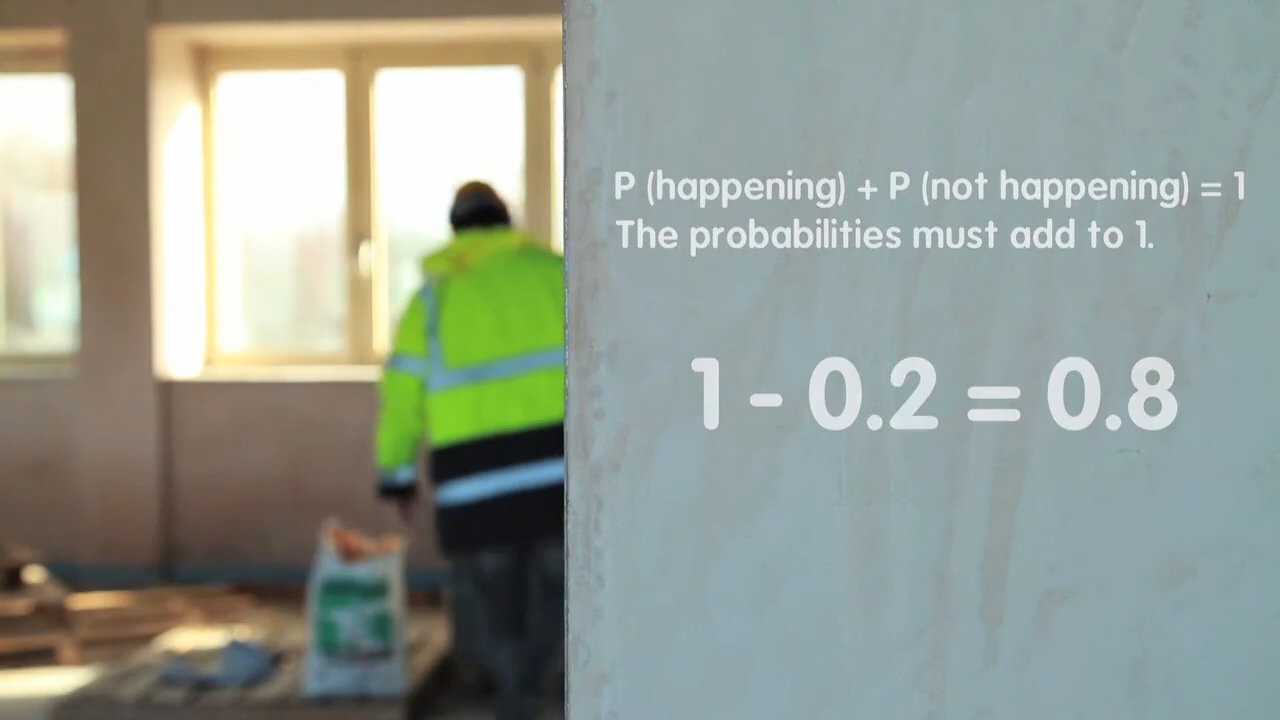 P (happening) + P (not happening) = 1
The probabilities must add to 1.
1 - 0.2 = 0.8